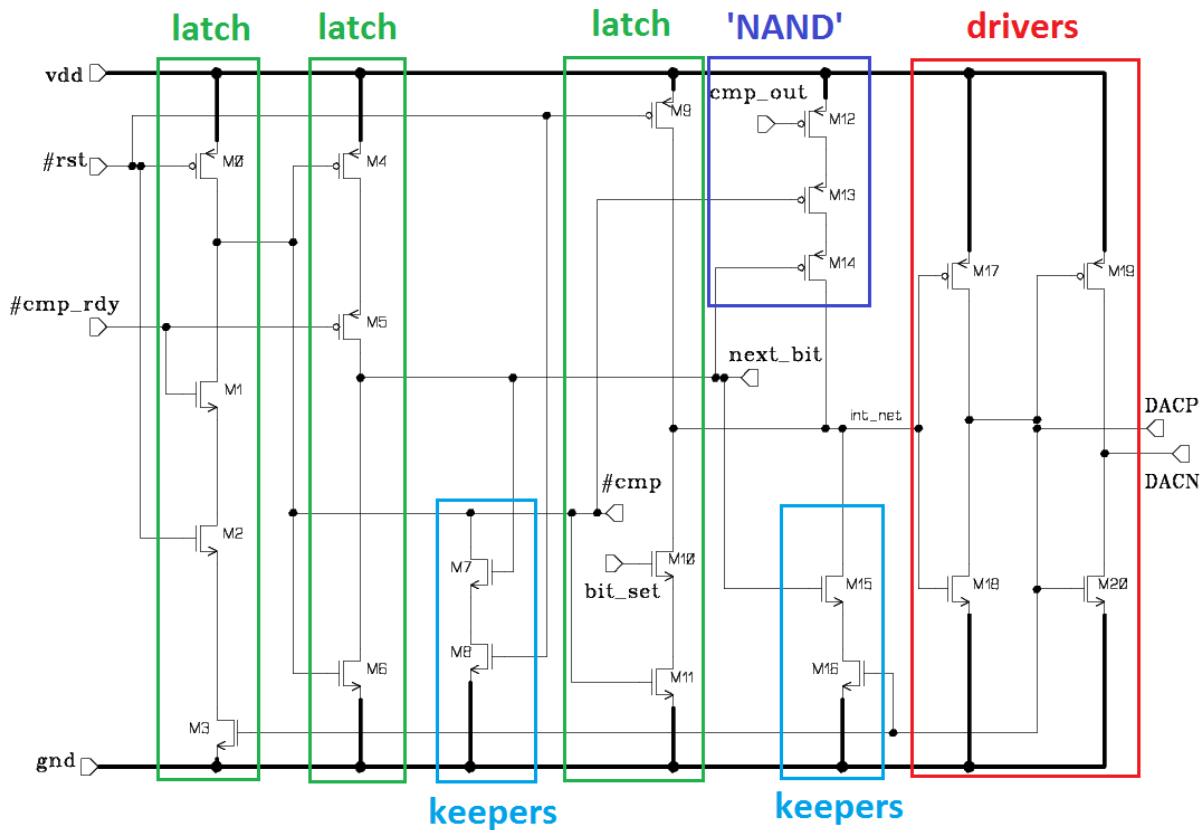 latch
latch
latch
'NAND'
drivers
vdd
cmp_out
M9
M12
#rst
M0
M4
M13
M14
M17
M19
#cmp_rdy
M5
next_bit
M1
int_net
DACP
DACN
#cmp
M2
M7
M10
bit_set
M15
M18
M20
M8
M6
M11
M16
M3
gnd
keepers
keepers